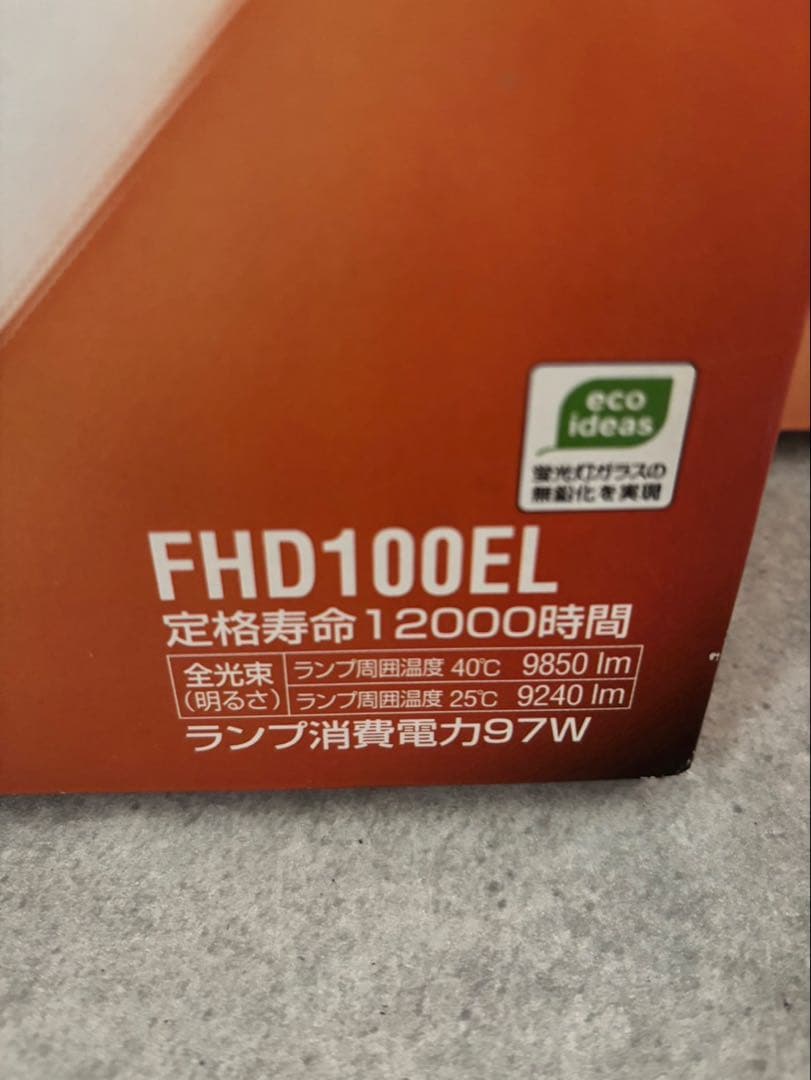 eco
ideas
蛍光灯ガラスの
無鉛化を実現
FHD100EL
定格寿命12000時間
全光束
(明るさ)
ランプ周囲温度 40℃ 9850 lm
ランプ周囲温度 25℃ 9240 lm
ランプ消費電力97W